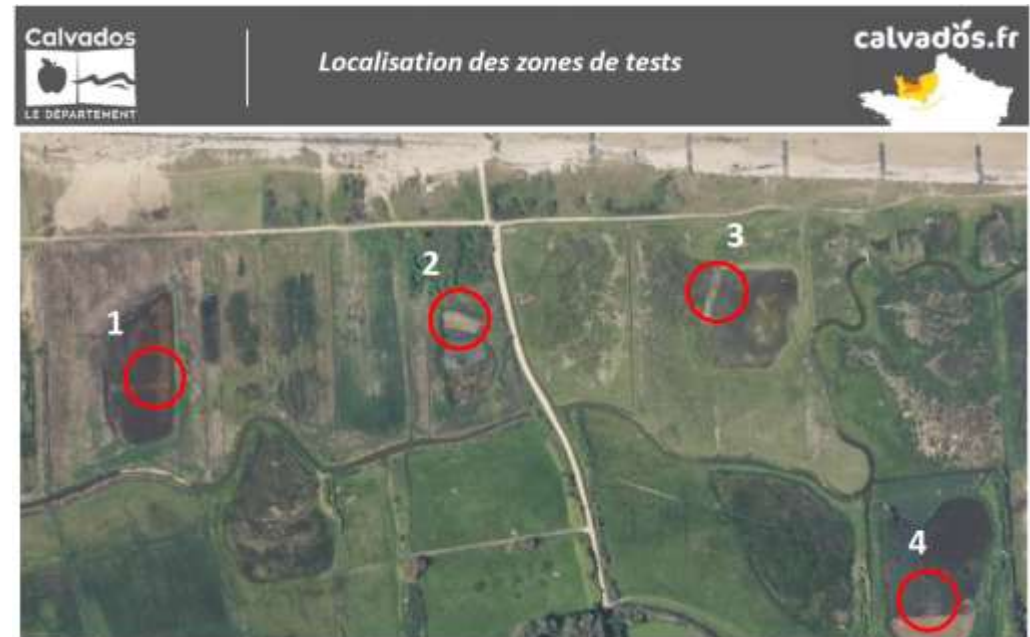 Calvados
LE DÉPARTEMENT
Localisation des zones de tests
calvados.fr
1
2
3
4